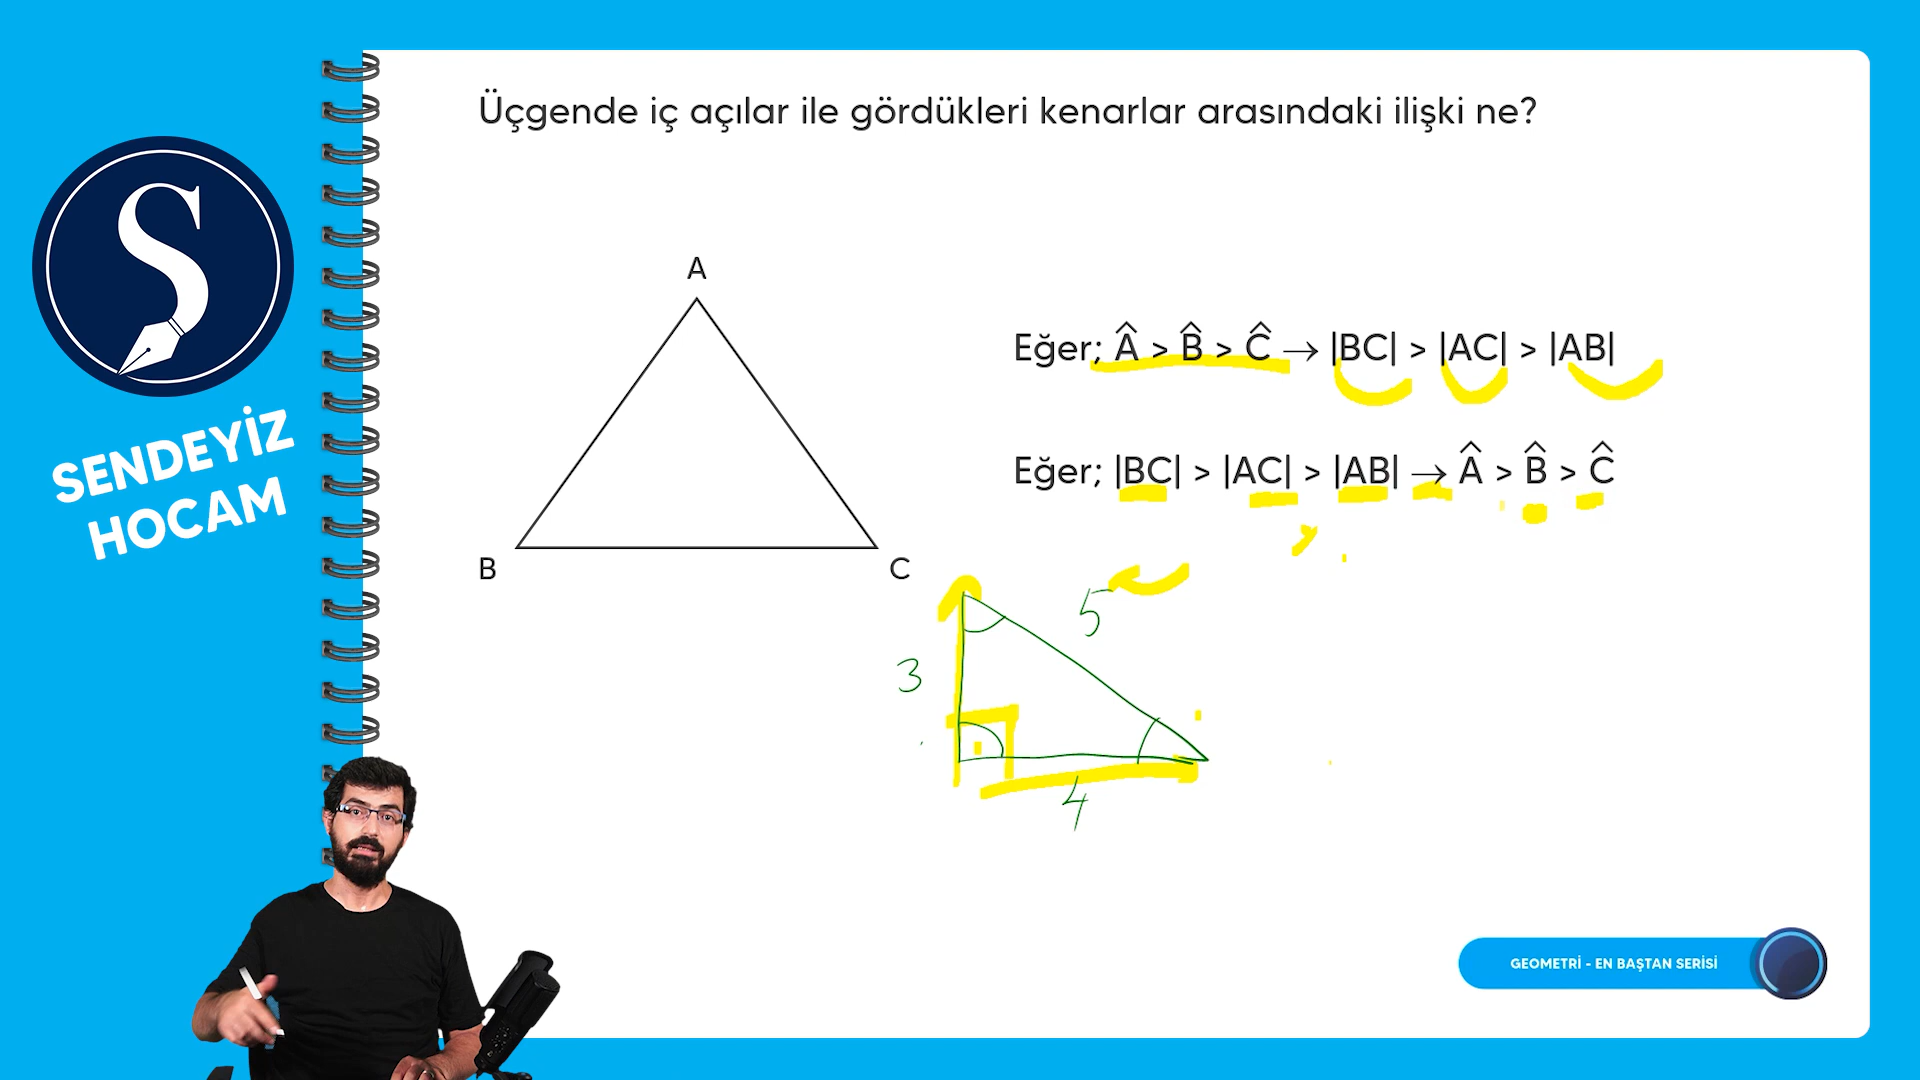 Üçgende iç açılar ile gördükleri kenarlar arasındaki ilişki ne?
S
SENDEYİZ
HOCAM
A
B
C
Eğer; Â > B̂ > Ĉ → |BC| > |AC| > |AB|
Eğer; |BC| > |AC| > |AB| → Â > B̂ > Ĉ
5
3
4
GEOMETRİ - EN BAŞTAN SERİSİ